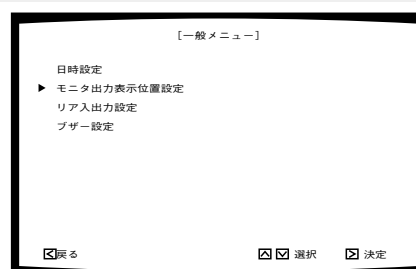 [一般メニュー]
日時設定
▶ モニタ出力表示位置設定
リア入出力設定
ブザー設定
戻る 選択 決定